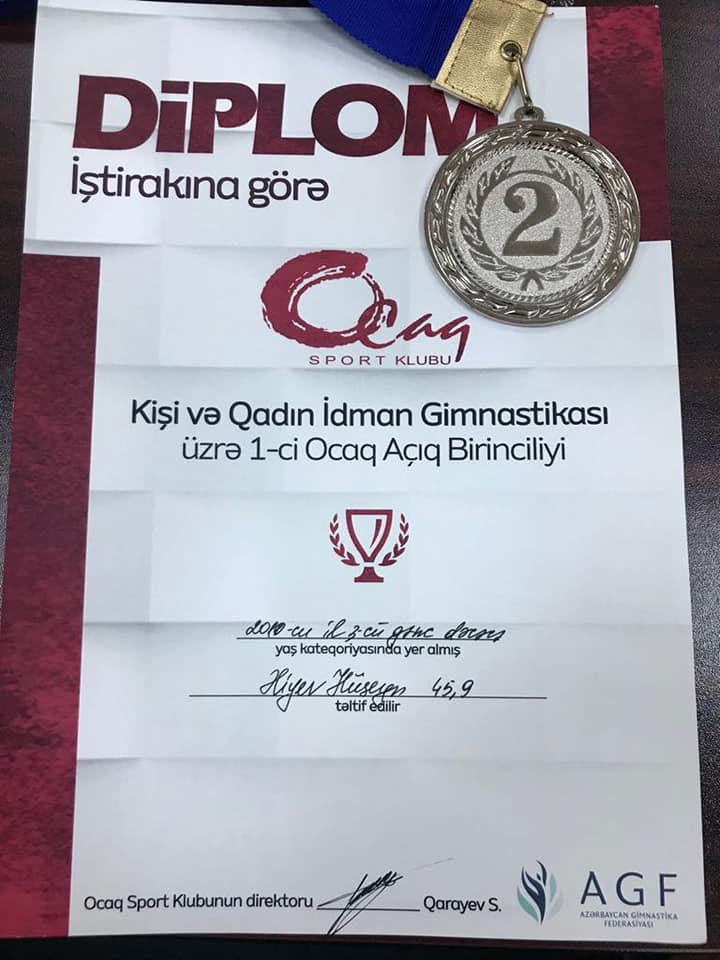 DiPLOM
İştirakına görə
2
Ocaq
SPORT KLUBU
Kişi və Qadın İdman Gimnastikası
üzrə 1-ci Ocaq Açıq Birinciliyi
2010-cu il 3-cü gənc dərəcə
yaş kateqoriyasında yer almış
Hüseyn 45,9
təltif edilir
Ocaq Sport Klubunun direktoru Qarayev S.
AGF
AZƏRBAYCAN GİMNASTİKA
FEDERASİYASI